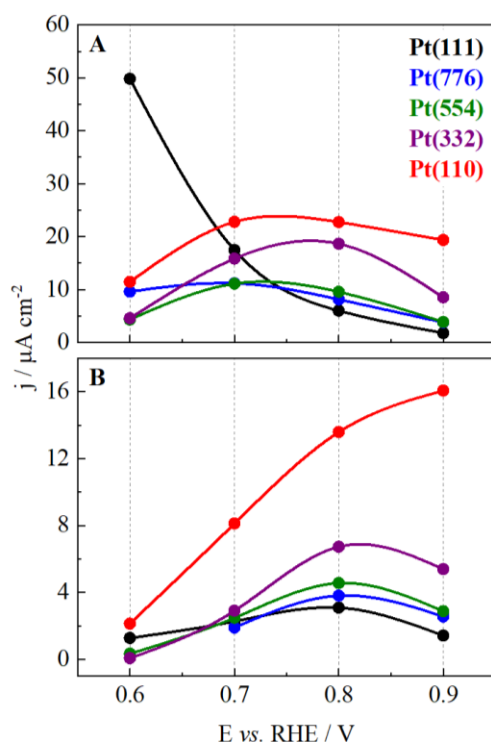 A
Pt(111)
Pt(776)
Pt(554)
Pt(332)
Pt(110)
60
50
40
30
20
10
0
j / μA cm⁻²
B
16
12
8
4
0
0.6 0.7 0.8 0.9
E vs. RHE / V